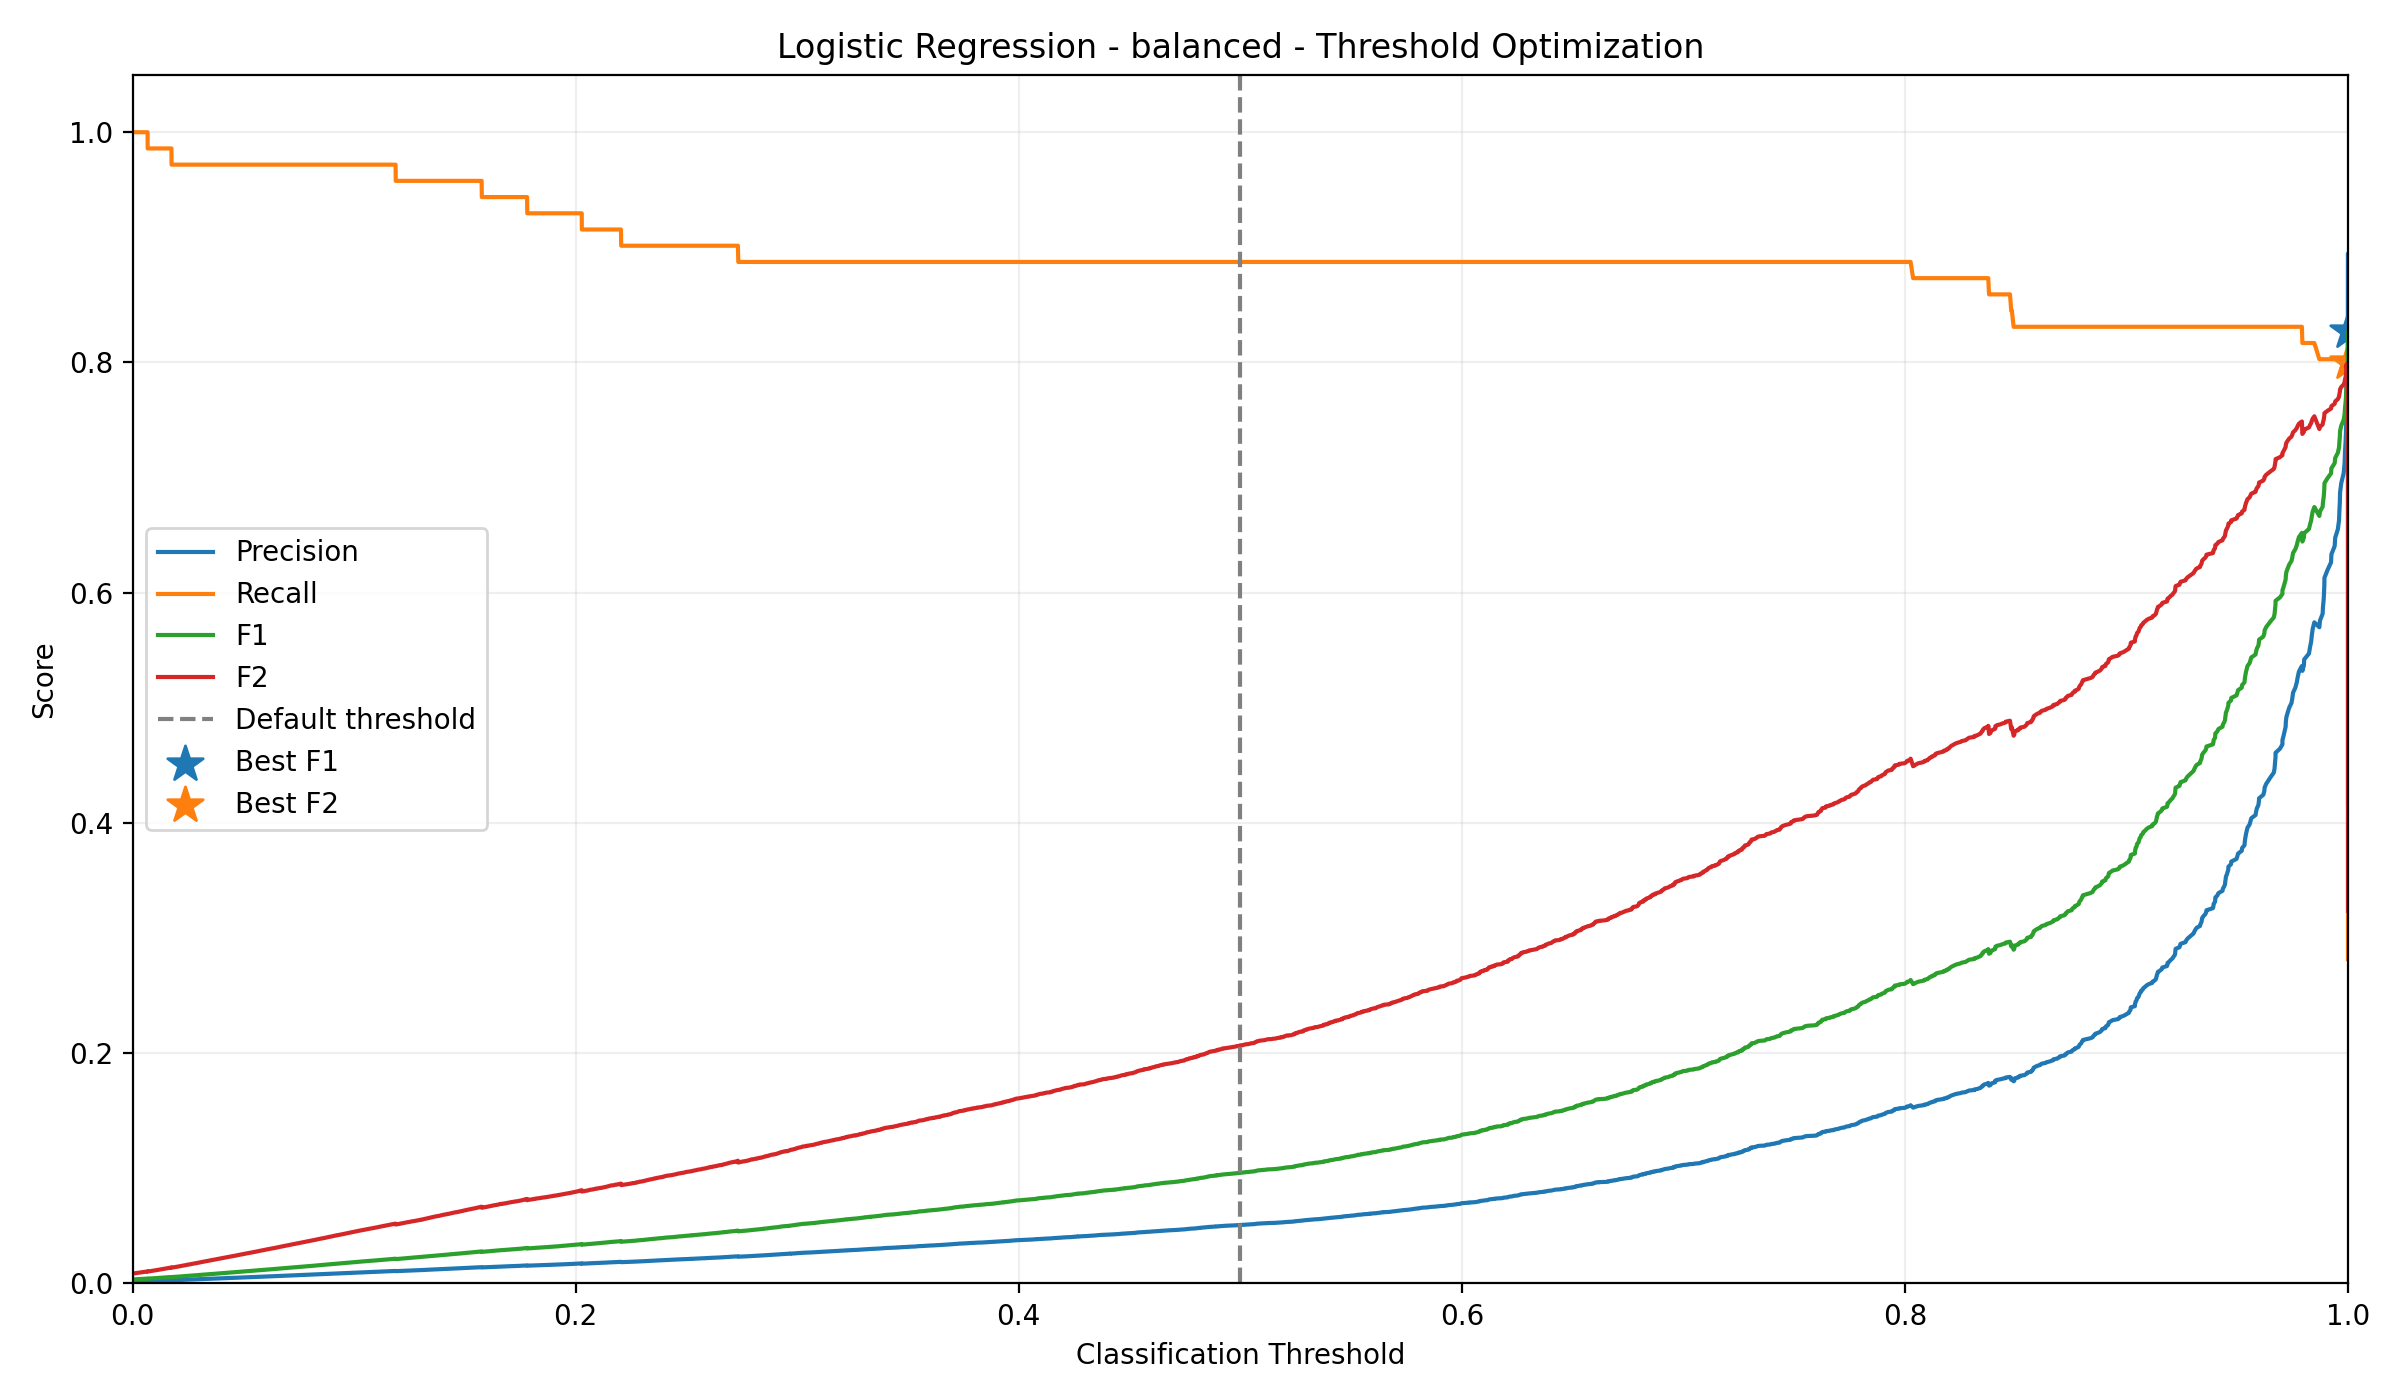 Logistic Regression - balanced - Threshold Optimization
1.0
0.8
0.6
0.4
0.2
0.0
Score
Precision
Recall
F1
F2
Default threshold
Best F1
Best F2
0.0 0.2 0.4 0.6 0.8 1.0
Classification Threshold